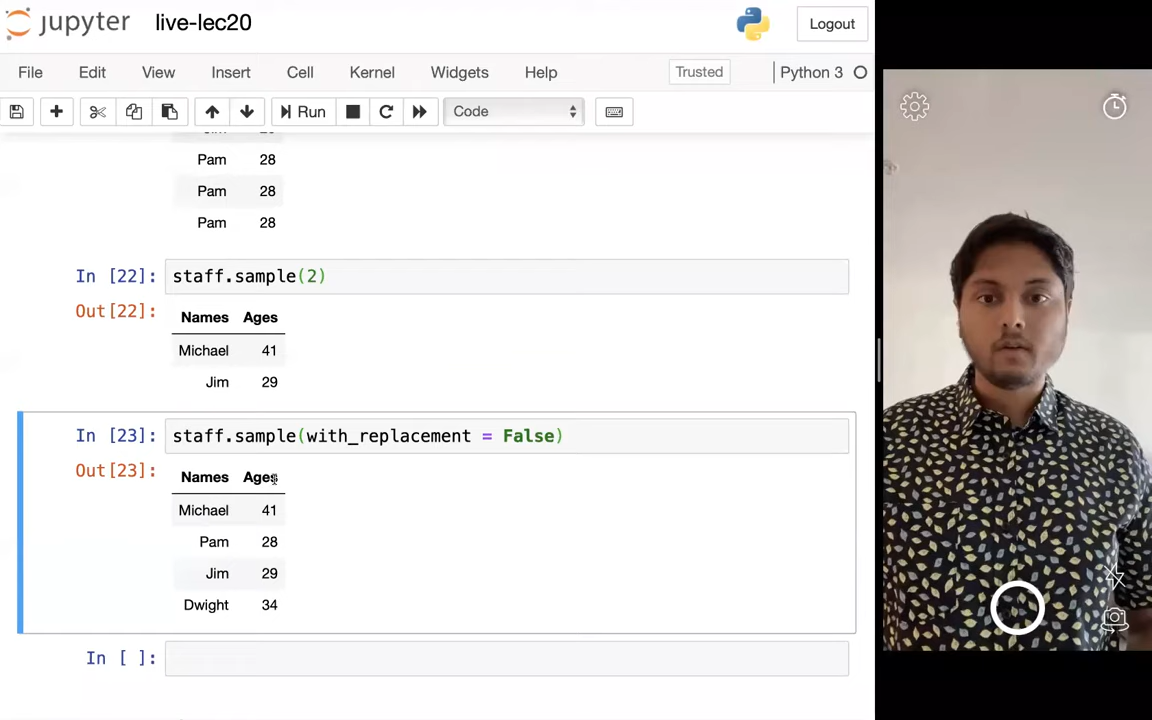 jupyter live-lec20 Logout
File Edit View Insert Cell Kernel Widgets Help Trusted Python 3
Run Code
Pam 28
Pam 28
Pam 28
In [22]: staff.sample(2)
Out[22]:
Names Ages
Michael 41
Jim 29
In [23]: staff.sample(with_replacement = False)
Out[23]:
Names Ages
Michael 41
Pam 28
Jim 29
Dwight 34
In [ ]: